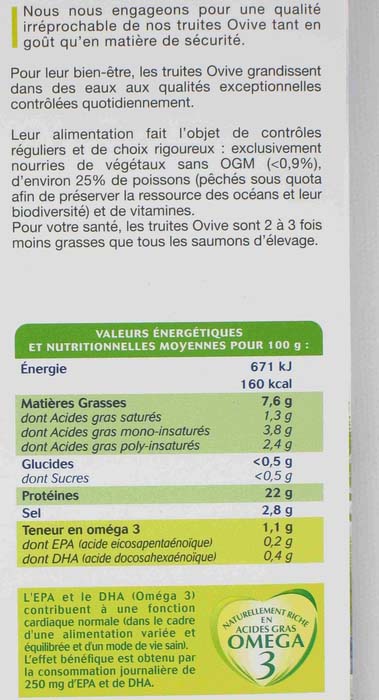 Nous nous engageons pour une qualité
irréprochable de nos truites Ovive tant en
goût qu'en matière de sécurité.
Pour leur bien-être, les truites Ovive grandissent
dans des eaux aux qualités exceptionnelles
contrôlées quotidiennement.
Leur alimentation fait l'objet de contrôles
réguliers et de choix rigoureux : exclusivement
nourries de végétaux sans OGM (<0,9%),
d'environ 25% de poissons (pêchés sous quota
afin de préserver la ressource des océans et leur
biodiversité) et de vitamines.
Pour votre santé, les truites Ovive sont 2 à 3 fois
moins grasses que tous les saumons d'élevage.
VALEURS ÉNERGÉTIQUES
ET NUTRITIONNELLES MOYENNES POUR 100 g :
Énergie 671 kJ
160 kcal
Matières Grasses 7,6 g
dont Acides gras saturés 1,3 g
dont Acides gras mono-insaturés 3,8 g
dont Acides gras poly-insaturés 2,4 g
Glucides <0,5 g
dont Sucres <0,5 g
Protéines 22 g
Sel 2,8 g
Teneur en oméga 3 1,1 g
dont EPA (acide eicosapentaénoïque) 0,2 g
dont DHA (acide docosahexaénoïque) 0,4 g
L'EPA et le DHA (Oméga 3)
contribuent à une fonction
cardiaque normale (dans le cadre
d'une alimentation variée et
équilibrée et d'un mode de vie sain).
L'effet bénéfique est obtenu par
la consommation journalière de
250 mg d'EPA et de DHA.
NATURELLEMENT RICHE
EN
ACIDES GRAS
OMEGA
3